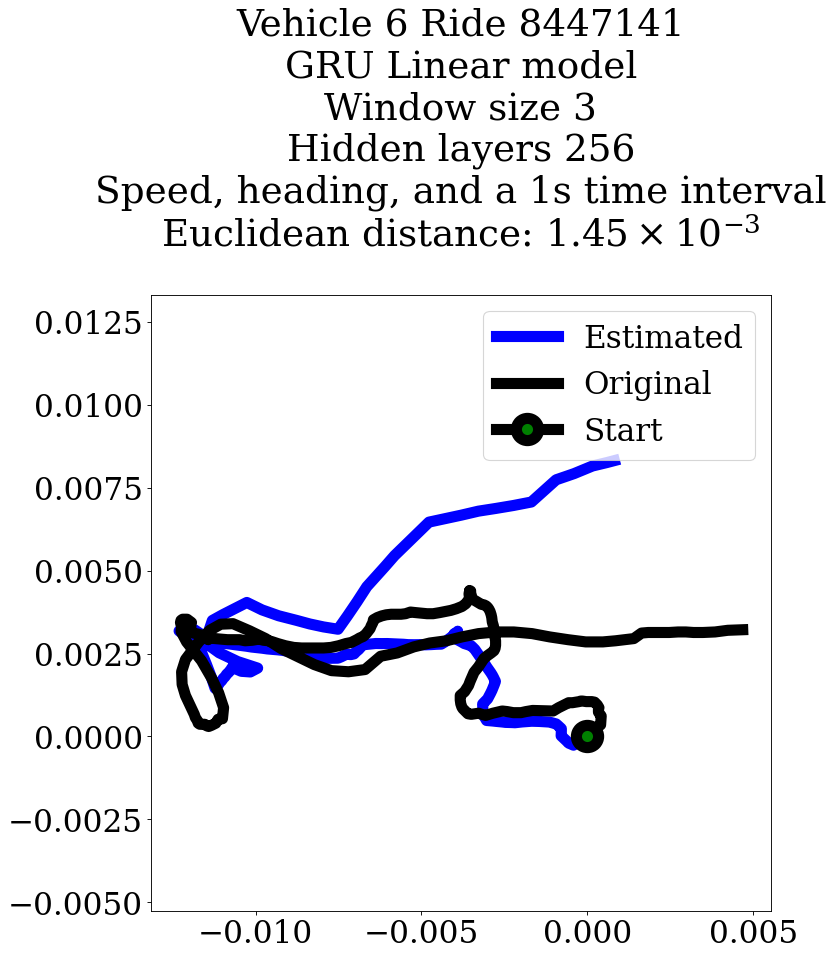 Vehicle 6 Ride 8447141
GRU Linear model
Window size 3
Hidden layers 256
Speed, heading, and a 1s time interval
Euclidean distance: 1.45 × 10⁻³
Estimated
Original
Start
0.0125
0.0100
0.0075
0.0050
0.0025
0.0000
−0.0025
−0.0050
−0.010 −0.005 0.000 0.005